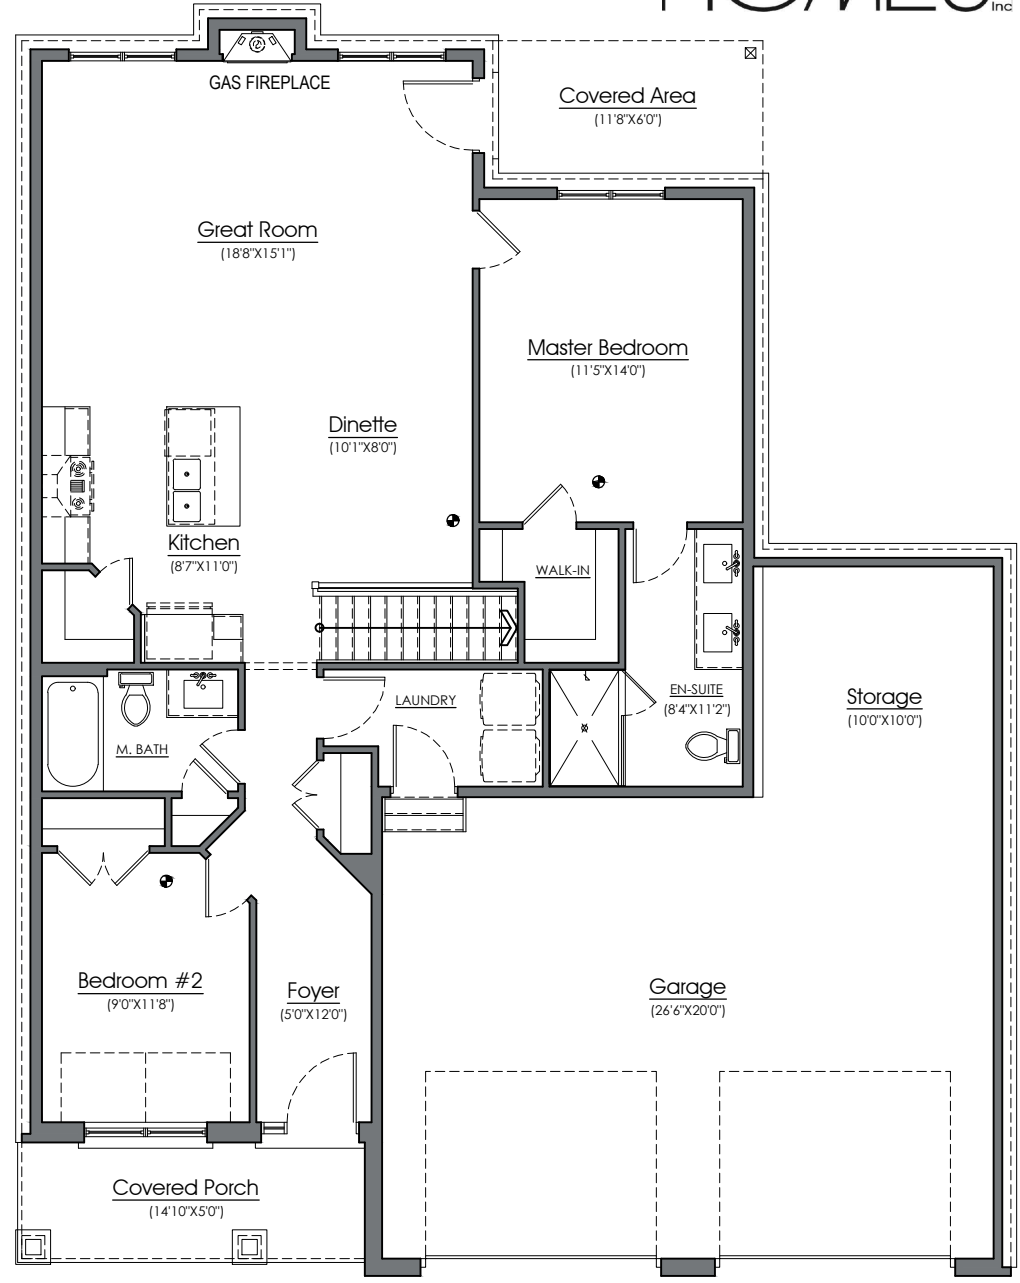 HOMES
Inc
GAS FIREPLACE
Covered Area
(11'8"X6'0")
Great Room
(18'8"X15'1")
Master Bedroom
(11'5"X14'0")
Dinette
(10'1"X8'0")
Kitchen
(8'7"X11'0")
WALK-IN
EN-SUITE
(8'4"X11'2")
LAUNDRY
Storage
(10'0"X10'0")
M. BATH
Bedroom #2
(9'0"X11'8")
Foyer
(5'0"X12'0")
Garage
(26'6"X20'0")
Covered Porch
(14'10"X5'0")